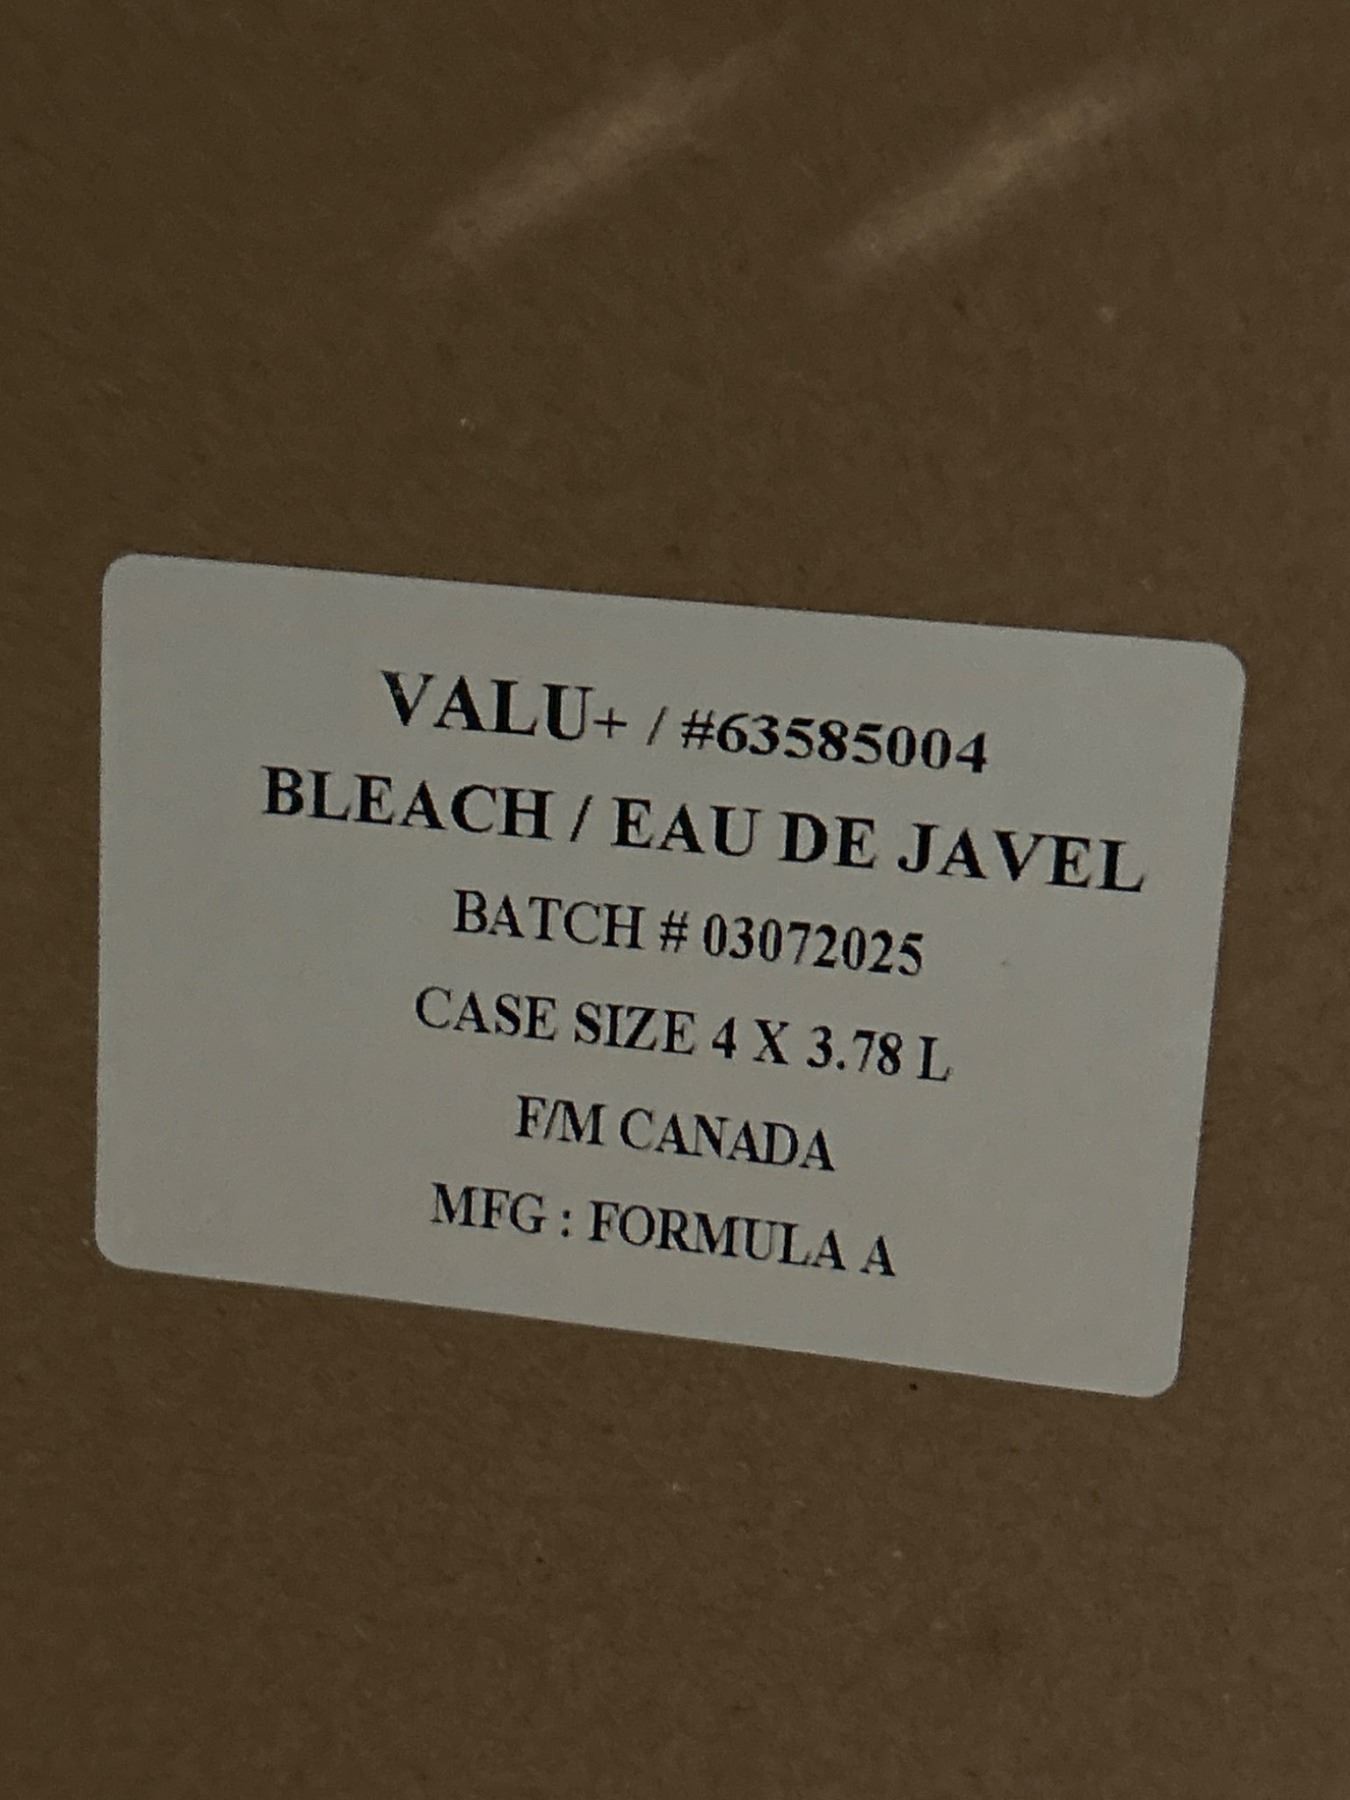 VALU+ / #63585004
BLEACH / EAU DE JAVEL
BATCH # 03072025
CASE SIZE 4 X 3.78 L
F/M CANADA
MFG : FORMULA A